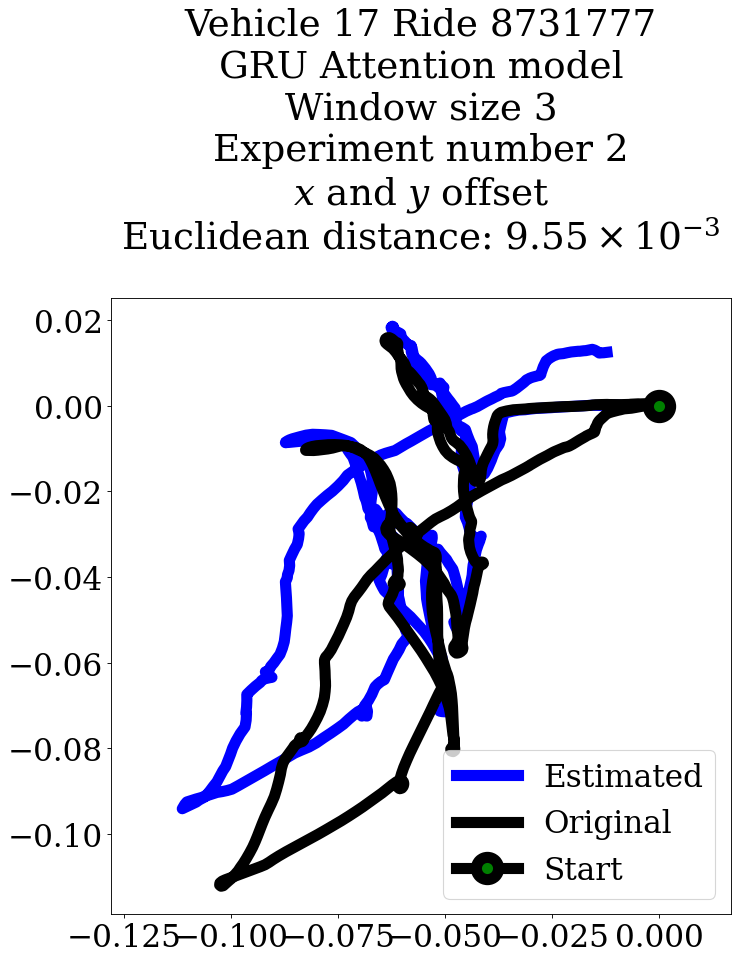 Vehicle 17 Ride 8731777
GRU Attention model
Window size 3
Experiment number 2
x and y offset
Euclidean distance: 9.55 × 10⁻³
0.02
0.00
−0.02
−0.04
−0.06
−0.08
−0.10
Estimated
Original
Start
−0.125 −0.100 −0.075 −0.050 −0.025 0.000